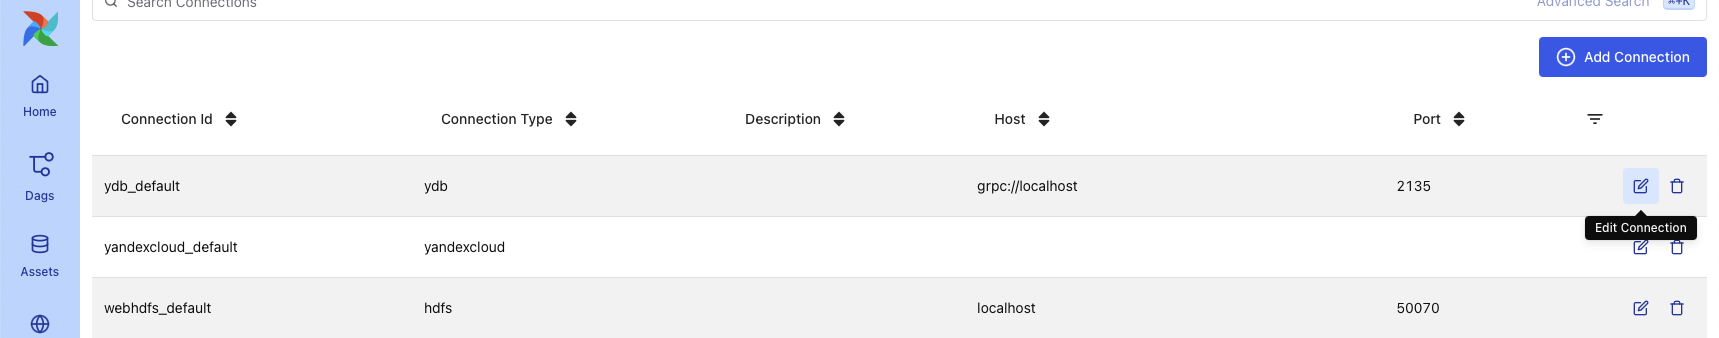 Search Connections
Advanced Search ⌘+K
Add Connection
Home
Dags
Assets
Connection Id Connection Type Description Host Port
ydb_default ydb grpc://localhost 2135
Edit Connection
yandexcloud_default yandexcloud
webhdfs_default hdfs localhost 50070